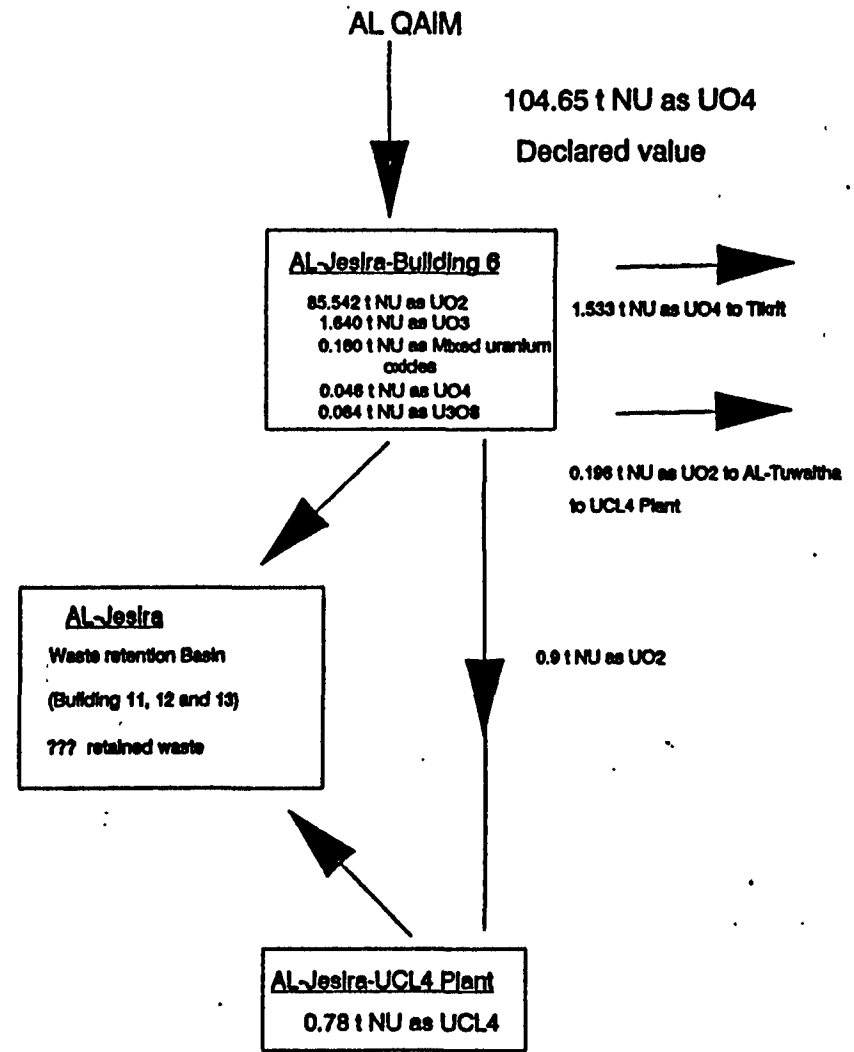 AL QAIM
104.65 t NU as UO4
Declared value
AL-Jesira-Building 6
85.542 t NU as UO2
1.640 t NU as UO3
0.180 t NU as Mixed uranium
oxides
0.046 t NU as UO4
0.064 t NU as U3O8
1.533 t NU as UO4 to Tikrit
0.196 t NU as UO2 to AL-Tuwaitha
to UCL4 Plant
AL-Jesira
Waste retention Basin
(Building 11, 12 and 13)
??? retained waste
0.9 t NU as UO2
AL-Jesira-UCL4 Plant
0.78 t NU as UCL4